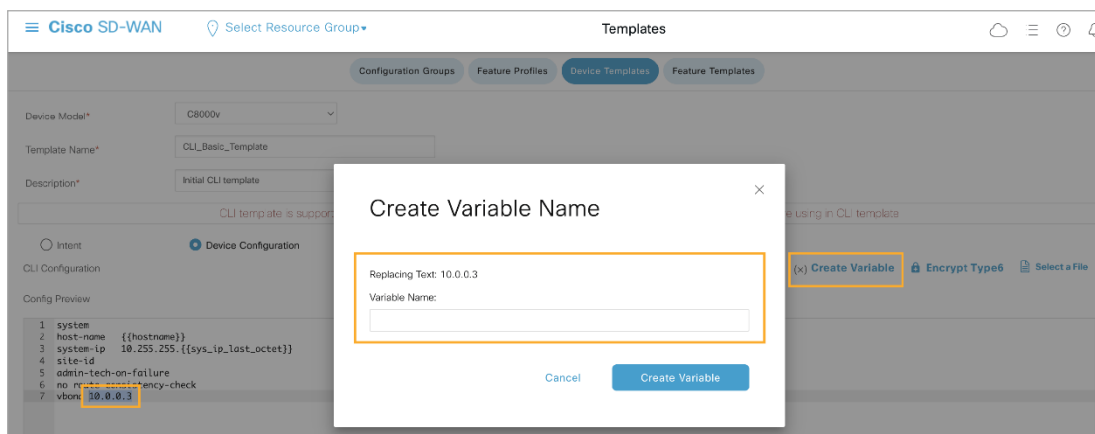 Cisco SD-WAN
Select Resource Group
Templates
Configuration Groups
Feature Profiles
Device Templates
Feature Templates
Device Model*
C8000v
Template Name*
CLI_Basic_Template
Description*
Initial CLI template
CLI template is support
e using in CLI template
Intent
Device Configuration
CLI Configuration
(x) Create Variable
Encrypt Type6
Select a File
Config Preview
1 system
2 host-name {{hostname}}
3 system-ip 10.255.255.{{sys_ip_last_octet}}
4 site-id
5 admin-tech-on-failure
6 no route-consistency-check
7 vbond 10.0.0.3
Create Variable Name
Replacing Text: 10.0.0.3
Variable Name:
Cancel
Create Variable